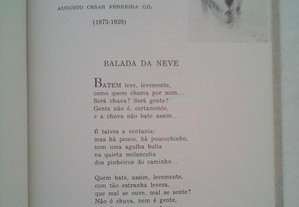 AUGUSTO CESAR FERREIRA GIL
(1873-1929)
BALADA DA NEVE
BATEM leve, levemente,
como quem chama por mim...
Será chuva? Será gente?
Gente não é, certamente,
e a chuva não bate assim...
É talvez a ventania:
mas há pouco, há poucochinho,
nem uma agulha bulia
na quieta melancolia
dos pinheiros do caminho...
Quem bate, assim, levemente,
com tão estranha leveza,
que mal se ouve, mal se sente?
Não é chuva, nem é gente,